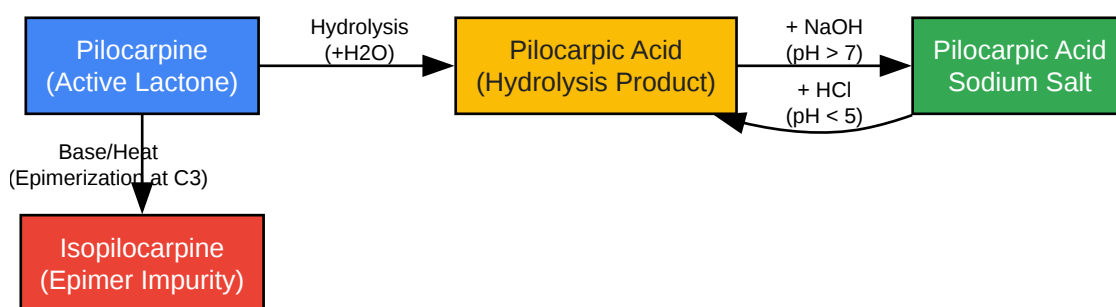 Pilocarpine
(Active Lactone)
Hydrolysis
(+H2O)
Pilocarpic Acid
(Hydrolysis Product)
+ NaOH
(pH > 7)
+ HCl
(pH < 5)
Pilocarpic Acid
Sodium Salt
Base/Heat
(Epimerization at C3)
Isopilocarpine
(Epimer Impurity)